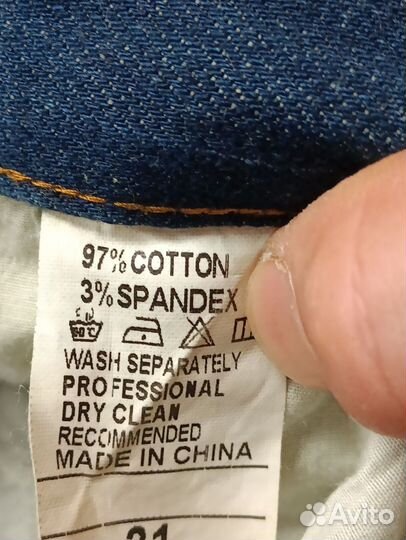 97% COTTON
3% SPANDEX
WASH SEPARATELY
PROFESSIONAL
DRY CLEAN
RECOMMENDED
MADE IN CHINA
Avito